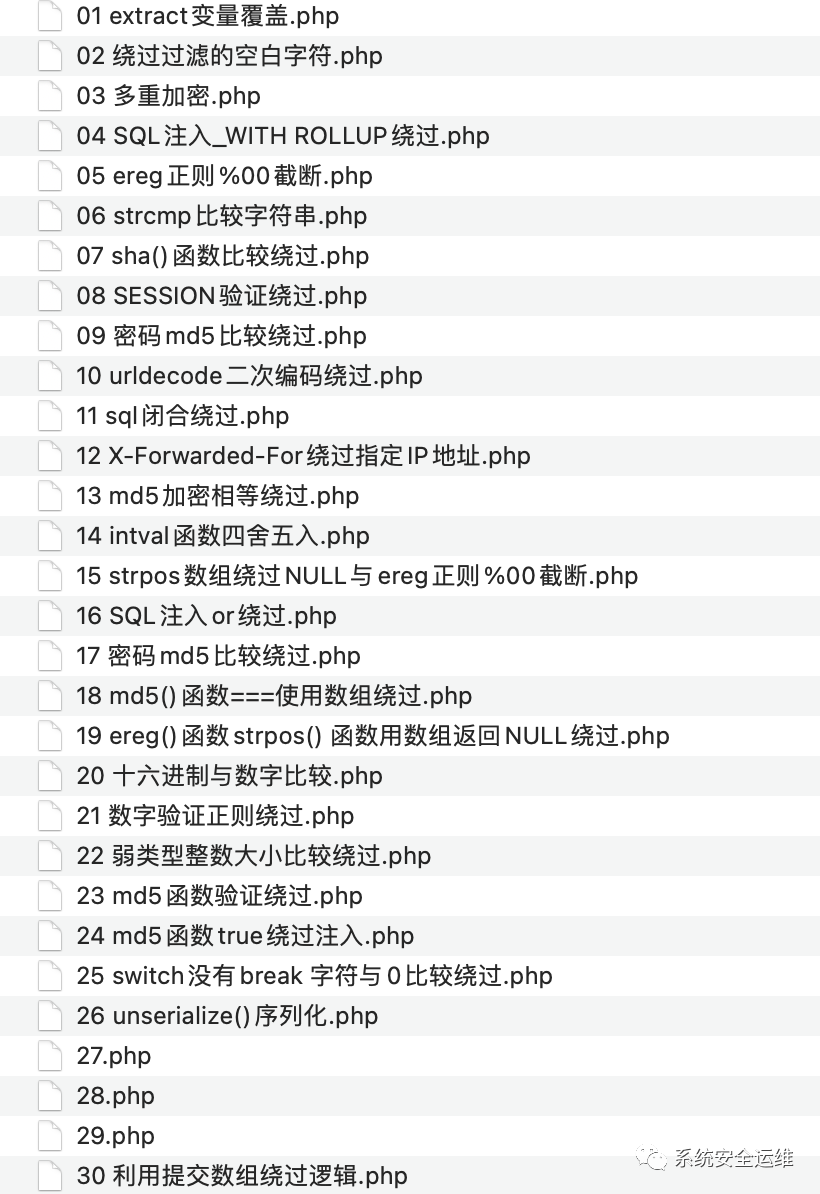 01 extract变量覆盖.php
02 绕过过滤的空白字符.php
03 多重加密.php
04 SQL注入_WITH ROLLUP绕过.php
05 ereg正则%00截断.php
06 strcmp比较字符串.php
07 sha()函数比较绕过.php
08 SESSION验证绕过.php
09 密码md5比较绕过.php
10 urldecode二次编码绕过.php
11 sql闭合绕过.php
12 X-Forwarded-For绕过指定IP地址.php
13 md5加密相等绕过.php
14 intval函数四舍五入.php
15 strpos数组绕过NULL与ereg正则%00截断.php
16 SQL注入or绕过.php
17 密码md5比较绕过.php
18 md5()函数===使用数组绕过.php
19 ereg()函数strpos() 函数用数组返回NULL绕过.php
20 十六进制与数字比较.php
21 数字验证正则绕过.php
22 弱类型整数大小比较绕过.php
23 md5函数验证绕过.php
24 md5函数true绕过注入.php
25 switch没有break 字符与0比较绕过.php
26 unserialize()序列化.php
27.php
28.php
29.php
30 利用提交数组绕过逻辑.php
系统安全运维